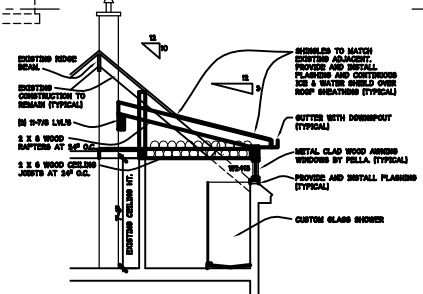 12
10
EXISTING RIDGE
BEAM.
EXISTING
CONSTRUCTION TO
REMAIN (TYPICAL)
(3) 11-7/8 LVL'S
2 X 8 WOOD
RAFTERS AT 24" O.C.
2 X 6 WOOD CEILING
JOISTS AT 24" O.C.
12
3
SHINGLES TO MATCH
EXISTING ADJACENT.
PROVIDE AND INSTALL
FLASHING AND CONTINUOUS
ICE & WATER SHIELD OVER
ROOF SHEATHING (TYPICAL)
GUTTER WITH DOWNSPOUT
(TYPICAL)
METAL CLAD WOOD AWNING
WINDOWS BY PELLA. (TYPICAL)
PROVIDE AND INSTALL FLASHING
(TYPICAL)
CUSTOM GLASS SHOWER
EXISTING CEILING HT.